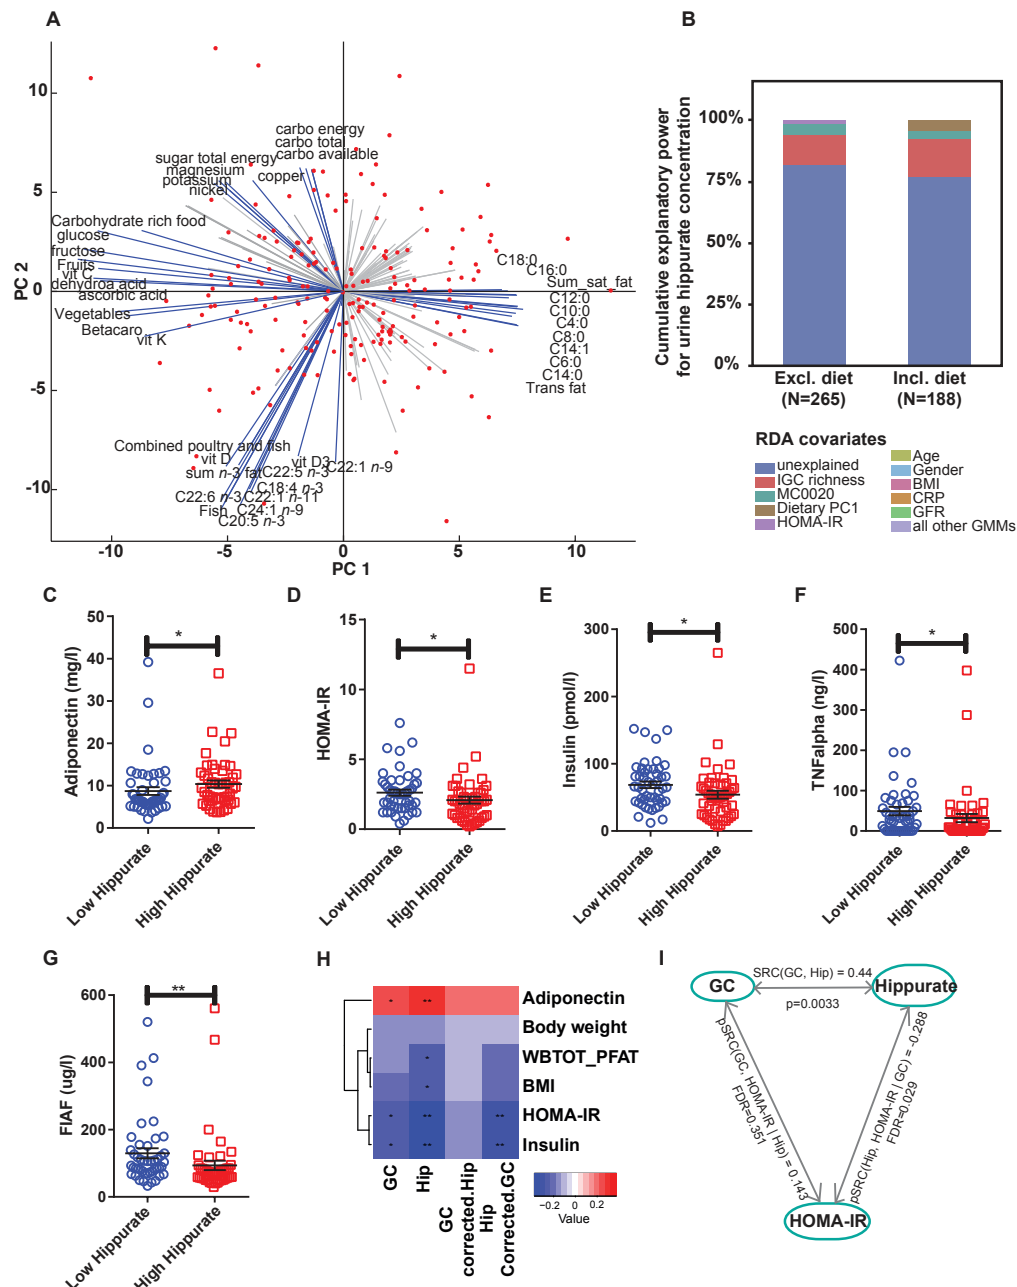 A
10
5
0
-5
-10
PC 2
-10
-5
0
5
10
PC 1
carbo energy
carbo total
carbo available
sugar total energy
magnesium
potassium
copper
nickel
Carbohydrate rich food
glucose
fructose
Fruits
vit C
dehydroa acid
ascorbic acid
Vegetables
Betacaro
vit K
C18:0
C16:0
Sum_sat_fat
C12:0
C10:0
C4:0
C8:0
C14:1
C6:0
C14:0
Trans fat
Combined poultry and fish
vit D
vit D3
C22:1 n-9
sum n-3 fat
C22:5 n-3
C18:4 n-3
C22:6 n-3
C22:1 n-11
Fish
C24:1 n-9
C20:5 n-3
B
Cumulative explanatory power
for urine hippurate concentration
100%
75%
50%
25%
0%
Excl. diet
(N=265)
Incl. diet
(N=188)
RDA covariates
unexplained
IGC richness
MC0020
Dietary PC1
HOMA-IR
Age
Gender
BMI
CRP
GFR
all other GMMs
C
Adiponectin (mg/l)
50
40
30
20
10
0
*
Low Hippurate
High Hippurate
D
HOMA-IR
15
10
5
0
*
Low Hippurate
High Hippurate
E
Insulin (pmol/l)
300
200
100
0
*
Low Hippurate
High Hippurate
F
TNFalpha (ng/l)
500
400
300
200
100
0
*
Low Hippurate
High Hippurate
G
FIAF (ug/l)
600
400
200
0
**
Low Hippurate
High Hippurate
H
Adiponectin
Body weight
WBTOT_PFAT
BMI
HOMA-IR
Insulin
GC
Hip
GC
corrected.Hip
Hip
Corrected.GC
-0.2
0
0.2
Value
I
GC
Hippurate
HOMA-IR
SRC(GC, Hip) = 0.44
p=0.0033
pSRC(GC, HOMA-IR | Hip) = 0.143
FDR=0.351
pSRC(Hip, HOMA-IR | GC) = -0.288
FDR=0.029